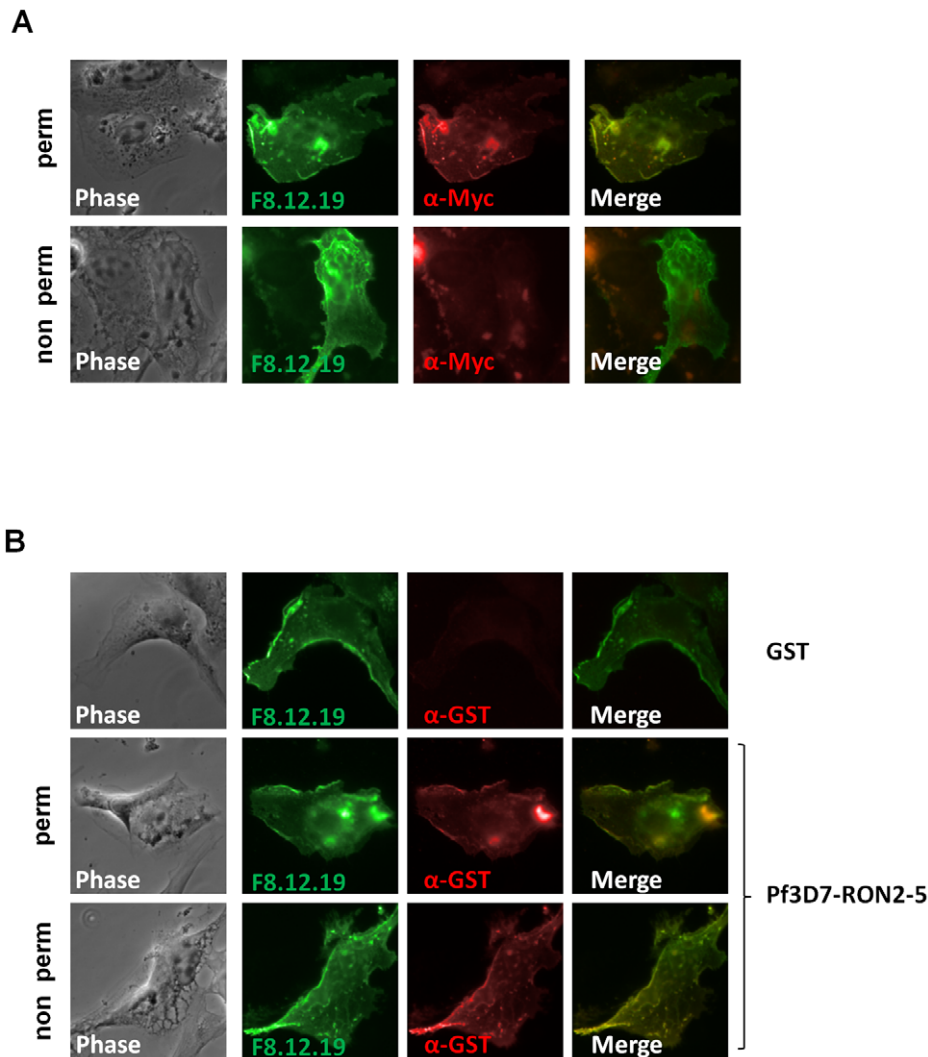 A
perm
Phase
F8.12.19
α-Myc
Merge
non perm
Phase
F8.12.19
α-Myc
Merge
B
Phase
F8.12.19
α-GST
Merge
GST
perm
Phase
F8.12.19
α-GST
Merge
Pf3D7-RON2-5
non perm
Phase
F8.12.19
α-GST
Merge